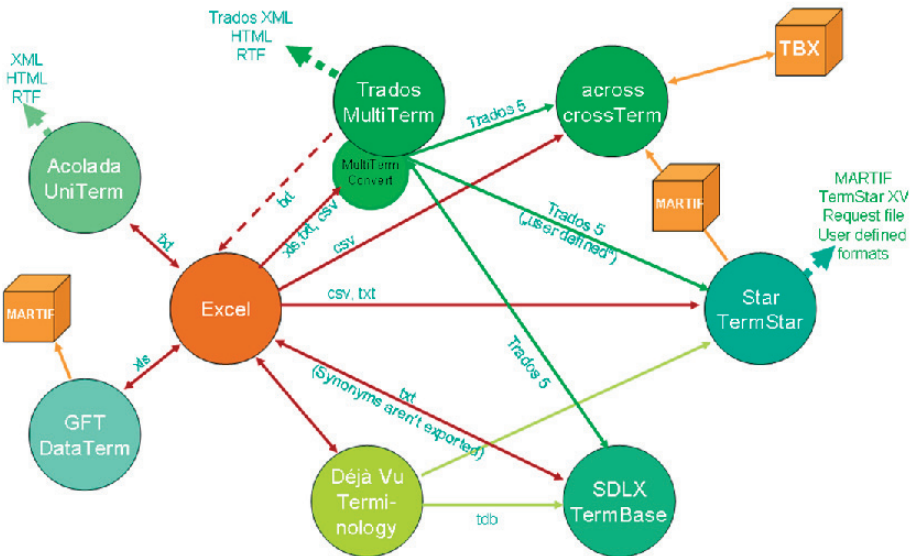 Trados XML
HTML
RTF
XML
HTML
RTF
Trados
MultiTerm
across
crossTerm
TBX
Trados 5
MultiTerm
Convert
Acolada
UniTerm
txt
xls,txt, csv
csv
MARTIF
MARTIF
TermStar XV
Request file
User defined
formats
Trados 5
(„user defined“)
txt
MARTIF
Excel
csv, txt
Star
TermStar
xls
Trados 5
txt
(Synonyms aren't exported)
GFT
DataTerm
Déjà Vu
Termi-
nology
tdb
SDLX
TermBase